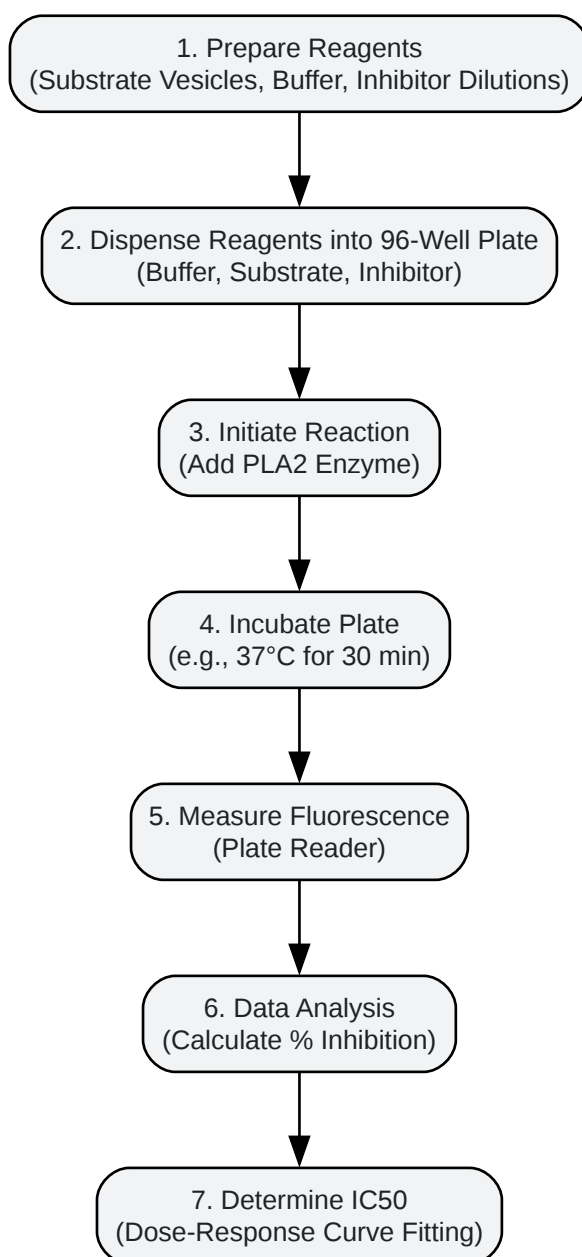 1. Prepare Reagents
(Substrate Vesicles, Buffer, Inhibitor Dilutions)
2. Dispense Reagents into 96-Well Plate
(Buffer, Substrate, Inhibitor)
3. Initiate Reaction
(Add PLA2 Enzyme)
4. Incubate Plate
(e.g., 37°C for 30 min)
5. Measure Fluorescence
(Plate Reader)
6. Data Analysis
(Calculate % Inhibition)
7. Determine IC50
(Dose-Response Curve Fitting)